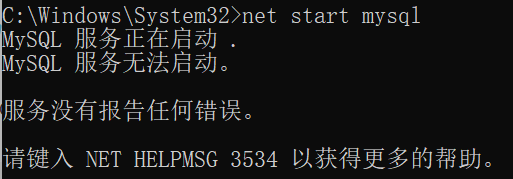 C:\Windows\System32>net start mysql
MySQL 服务正在启动 .
MySQL 服务无法启动。
服务没有报告任何错误。
请键入 NET HELPMSG 3534 以获得更多的帮助。